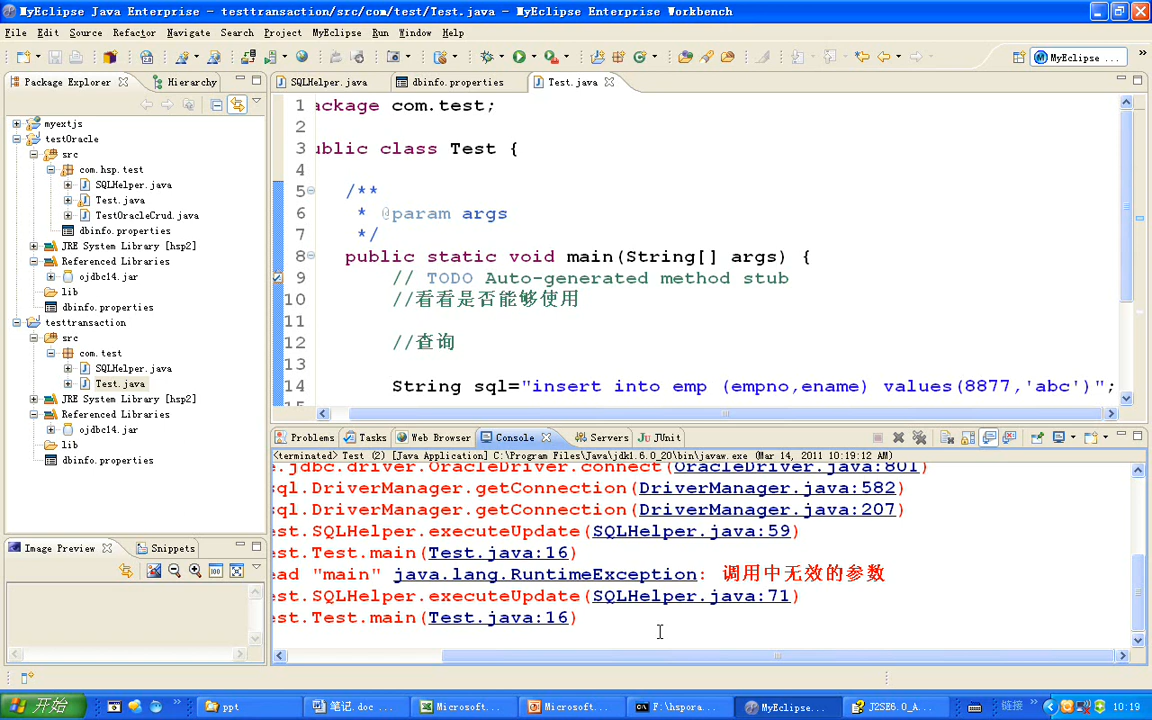 MyEclipse Java Enterprise - testtransaction/src/com/test/Test.java - MyEclipse Enterprise Workbench
File Edit Source Refactor Navigate Search Project MyEclipse Run Window Help
MyEclipse ...
Package Explorer
Hierarchy
myextjs
testOracle
src
com.hsp.test
SQLHelper.java
Test.java
TestOracleCrud.java
dbinfo.properties
JRE System Library [hsp2]
Referenced Libraries
ojdbc14.jar
lib
dbinfo.properties
testtransaction
src
com.test
SQLHelper.java
Test.java
JRE System Library [hsp2]
Referenced Libraries
ojdbc14.jar
lib
dbinfo.properties
Image Preview
Snippets
SQLHelper.java dbinfo.properties Test.java
1 ackage com.test;
2
3 ublic class Test {
4
5 /**
6 * @param args
7 */
8 public static void main(String[] args) {
9 // TODO Auto-generated method stub
10 //看看是否能够使用
11
12 //查询
13
14 String sql="insert into emp (empno,ename) values(8877,'abc')";
Problems Tasks Web Browser Console Servers JUnit
<terminated> Test (2) [Java Application] C:\Program Files\Java\jdk1.6.0_20\bin\javaw.exe (Mar 14, 2011 10:19:12 AM)
e.jdbc.driver.OracleDriver.connect(OracleDriver.java:801)
sql.DriverManager.getConnection(DriverManager.java:582)
sql.DriverManager.getConnection(DriverManager.java:207)
est.SQLHelper.executeUpdate(SQLHelper.java:59)
est.Test.main(Test.java:16)
ead "main" java.lang.RuntimeException: 调用中无效的参数
est.SQLHelper.executeUpdate(SQLHelper.java:71)
est.Test.main(Test.java:16)
开始 ppt 笔记.doc ... Microsoft... Microsoft... F:\hspora... MyEclipse... J2SE6.0_A... 链接 10:19